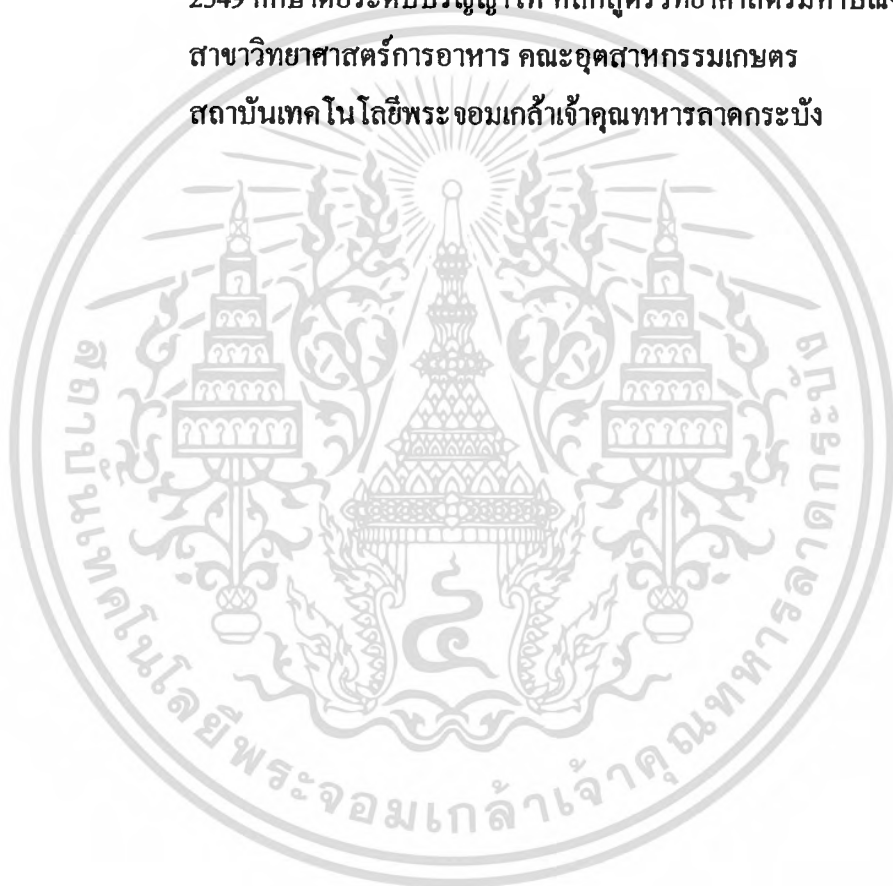 สาขาวิทยาศาสตร์การอาหาร คณะอุตสาหกรรมเกษตร
สถาบันเทคโนโลยีพระจอมเกล้าเจ้าคุณทหารลาดกระบัง
๔
สถาบันเทคโนโลยีพระจอมเกล้าเจ้าคุณทหารลาดกระบัง